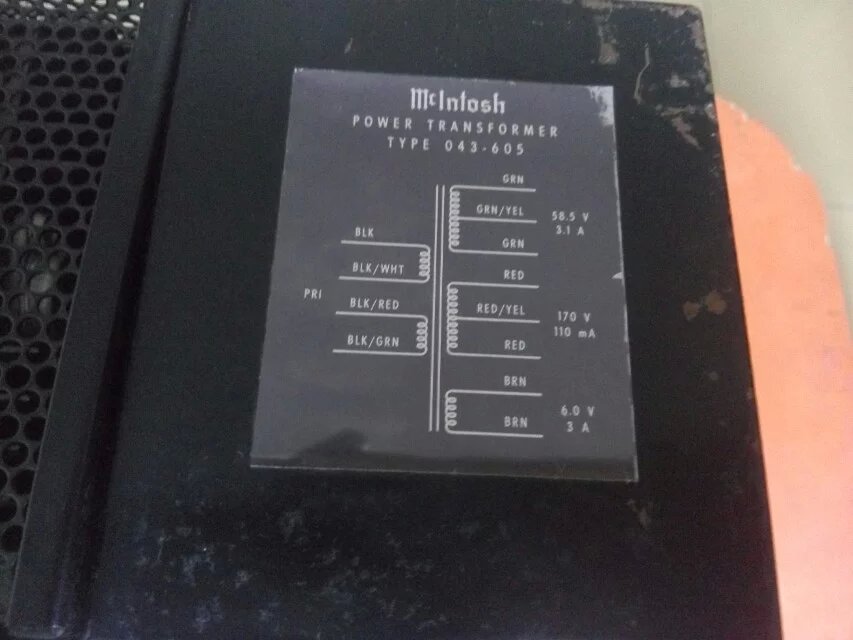 McIntosh
POWER TRANSFORMER
TYPE 043-605
GRN
GRN/YEL
58.5 V
3.1 A
GRN
BLK
BLK/WHT
PRI
BLK/RED
BLK/GRN
RED
RED/YEL
170 V
110 mA
RED
BRN
6.0 V
3 A
BRN